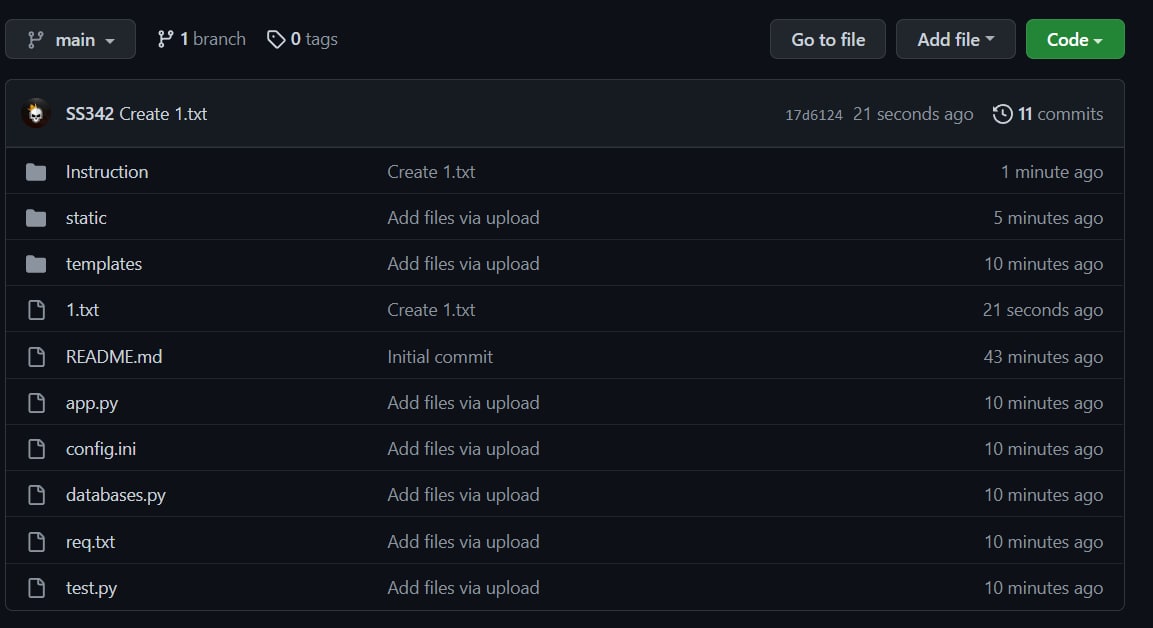 main 1 branch 0 tags Go to file Add file Code
SS342 Create 1.txt 17d6124 21 seconds ago 11 commits
Instruction Create 1.txt 1 minute ago
static Add files via upload 5 minutes ago
templates Add files via upload 10 minutes ago
1.txt Create 1.txt 21 seconds ago
README.md Initial commit 43 minutes ago
app.py Add files via upload 10 minutes ago
config.ini Add files via upload 10 minutes ago
databases.py Add files via upload 10 minutes ago
req.txt Add files via upload 10 minutes ago
test.py Add files via upload 10 minutes ago